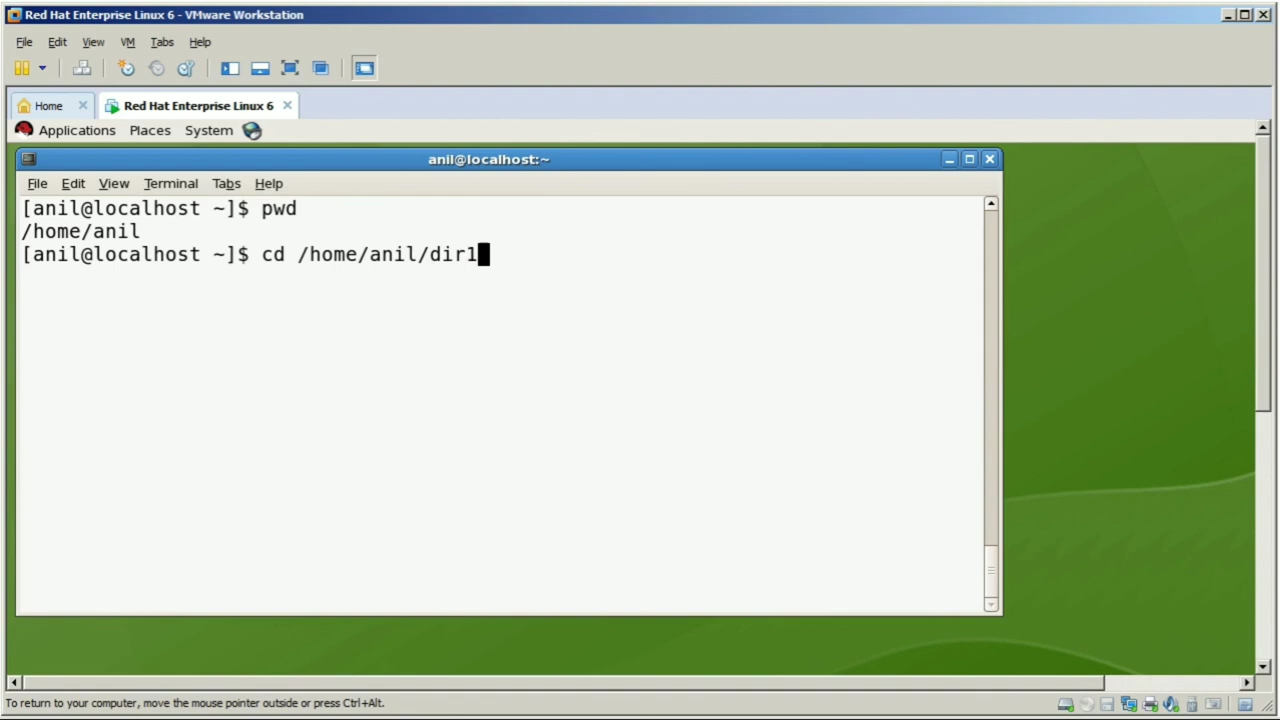 Red Hat Enterprise Linux 6 - VMware Workstation
File Edit View VM Tabs Help
Home Red Hat Enterprise Linux 6
Applications Places System
anil@localhost:~
File Edit View Terminal Tabs Help
[anil@localhost ~]$ pwd
/home/anil
[anil@localhost ~]$ cd /home/anil/dir1
To return to your computer, move the mouse pointer outside or press Ctrl+Alt.